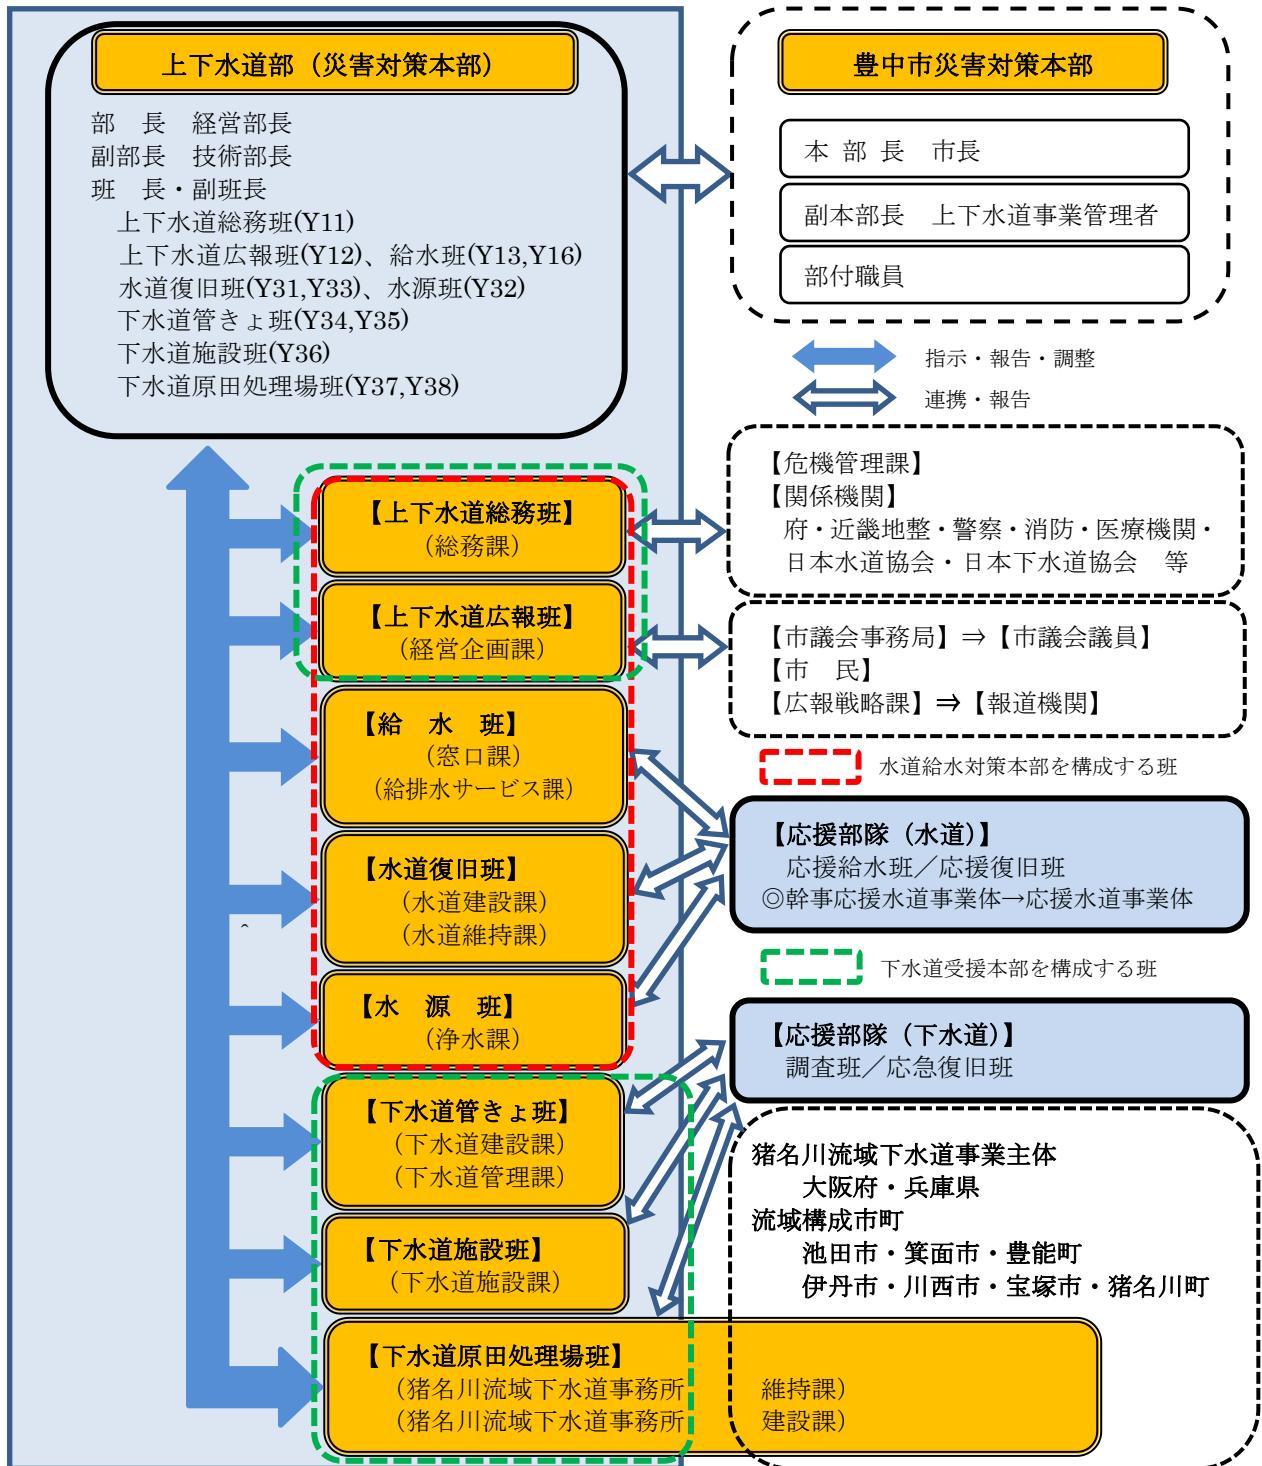 上下水道部（災害対策本部）
部　長　経営部長
副部長　技術部長
班　長・副班長
上下水道総務班(Y11)
上下水道広報班(Y12)、給水班(Y13,Y16)
水道復旧班(Y31,Y33)、水源班(Y32)
下水道管きょ班(Y34,Y35)
下水道施設班(Y36)
下水道原田処理場班(Y37,Y38)
豊中市災害対策本部
本 部 長　市長
副本部長　上下水道事業管理者
部付職員
指示・報告・調整
連携・報告
【上下水道総務班】
（総務課）
【危機管理課】
【関係機関】
府・近畿地整・警察・消防・医療機関・
日本水道協会・日本下水道協会　等
【上下水道広報班】
（経営企画課）
【市議会事務局】⇒【市議会議員】
【市　民】
【広報戦略課】⇒【報道機関】
【給　水　班】
（窓口課）
（給排水サービス課）
水道給水対策本部を構成する班
【水道復旧班】
（水道建設課）
（水道維持課）
【応援部隊（水道）】
応援給水班／応援復旧班
◎幹事応援水道事業体→応援水道事業体
下水道受援本部を構成する班
【水　源　班】
（浄水課）
【応援部隊（下水道）】
調査班／応急復旧班
【下水道管きょ班】
（下水道建設課）
（下水道管理課）
【下水道施設班】
（下水道施設課）
猪名川流域下水道事業主体
大阪府・兵庫県
流域構成市町
池田市・箕面市・豊能町
伊丹市・川西市・宝塚市・猪名川町
【下水道原田処理場班】
（猪名川流域下水道事務所　維持課）
（猪名川流域下水道事務所　建設課）